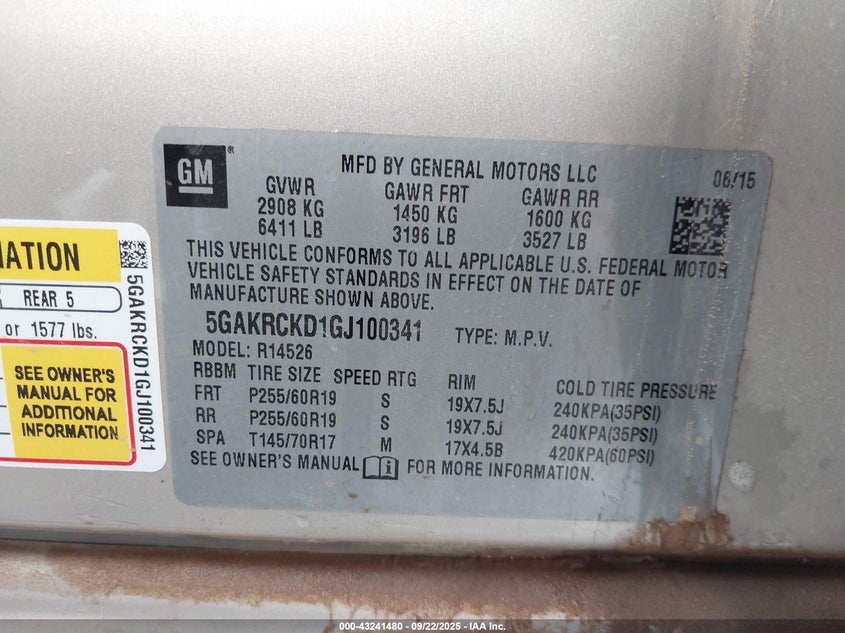 GM
MFD BY GENERAL MOTORS LLC
06/15
GVWR GAWR FRT GAWR RR
2908 KG 1450 KG 1600 KG
6411 LB 3196 LB 3527 LB
THIS VEHICLE CONFORMS TO ALL APPLICABLE U.S. FEDERAL MOTOR
VEHICLE SAFETY STANDARDS IN EFFECT ON THE DATE OF
MANUFACTURE SHOWN ABOVE.
5GAKRCKD1GJ100341 TYPE: M.P.V.
MODEL: R14526
RBBM TIRE SIZE SPEED RTG RIM COLD TIRE PRESSURE
FRT P255/60R19 S 19X7.5J 240KPA(35PSI)
RR P255/60R19 S 19X7.5J 240KPA(35PSI)
SPA T145/70R17 M 17X4.5B 420KPA(60PSI)
SEE OWNER'S MANUAL i FOR MORE INFORMATION.
MATION
REAR 5
or 1577 lbs.
SEE OWNER'S
MANUAL FOR
ADDITIONAL
INFORMATION
5GAKRCKD1GJ100341
000-43241480 - 09/22/2025 - IAA Inc.